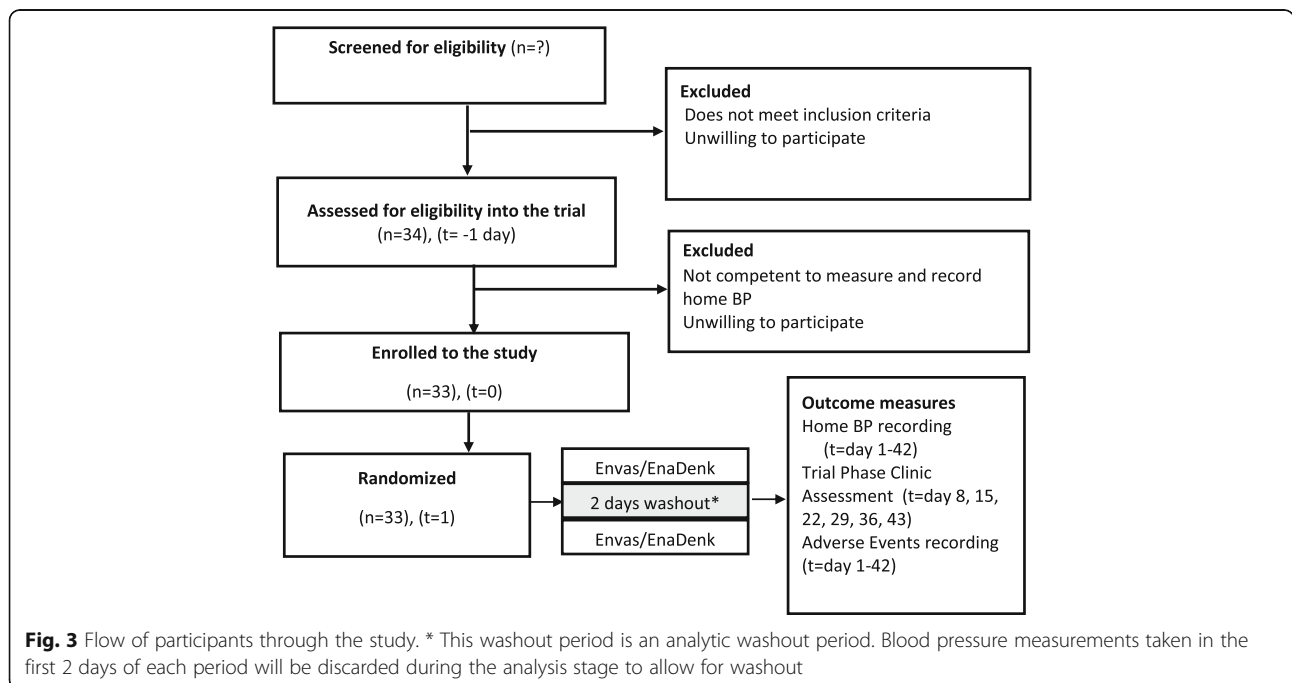 Screened for eligibility (n=?)
Excluded
Does not meet inclusion criteria
Unwilling to participate
Assessed for eligibility into the trial
(n=34), (t= -1 day)
Excluded
Not competent to measure and record
home BP
Unwilling to participate
Enrolled to the study
(n=33), (t=0)
Randomized
(n=33), (t=1)
Envas/EnaDenk
2 days washout*
Envas/EnaDenk
Outcome measures
Home BP recording
(t=day 1-42)
Trial Phase Clinic
Assessment (t=day 8, 15,
22, 29, 36, 43)
Adverse Events recording
(t=day 1-42)
Fig. 3 Flow of participants through the study. * This washout period is an analytic washout period. Blood pressure measurements taken in the
first 2 days of each period will be discarded during the analysis stage to allow for washout